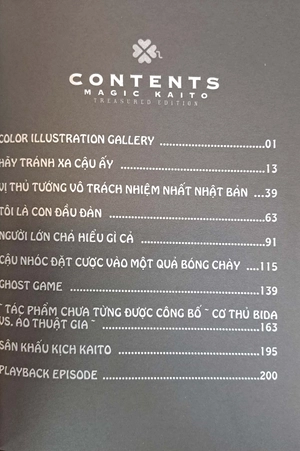 CONTENTS
MAGIC KAITO
TREASURED EDITION
COLOR ILLUSTRATION GALLERY ........ 01
HÃY TRÁNH XA CẬU ẤY ........ 13
VỊ THỦ TƯỚNG VÔ TRÁCH NHIỆM NHẤT NHẬT BẢN .. 39
TÔI LÀ CON ĐẦU ĐÀN ........ 63
NGƯỜI LỚN CHẢ HIỂU GÌ CẢ ........ 91
CẬU NHÓC ĐẶT CƯỢC VÀO MỘT QUẢ BÓNG CHÀY ..... 115
GHOST GAME ........ 139
~ TÁC PHẨM CHƯA TỪNG ĐƯỢC CÔNG BỐ ~ CƠ THỦ BIDA
VS. ẢO THUẬT GIA ~ ........ 163
SÂN KHẤU KỊCH KAITO ........ 195
PLAYBACK EPISODE ........ 200